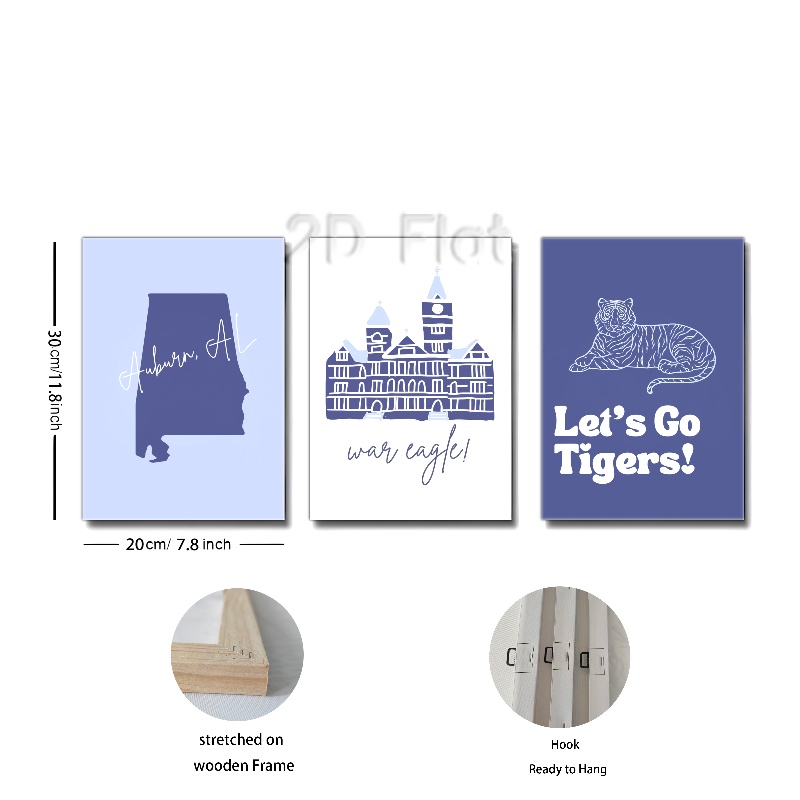 2D Flat
30cm/11.8inch
Auburn, AL
war eagle!
Let's Go
Tigers!
20cm/ 7.8 inch
stretched on
wooden Frame
Hook
Ready to Hang